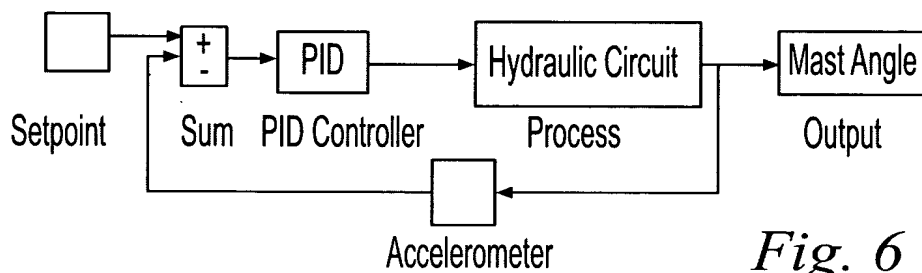 +
-
PID
Hydraulic Circuit
Mast Angle
Setpoint
Sum
PID Controller
Process
Output
Accelerometer
Fig. 6